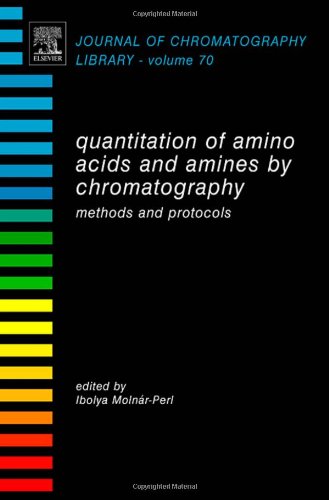 ELSEVIER
JOURNAL OF CHROMATOGRAPHY
LIBRARY - volume 70
quantitation of amino
acids and amines by
chromatography
methods and protocols
edited by
Ibolya Molnár-Perl